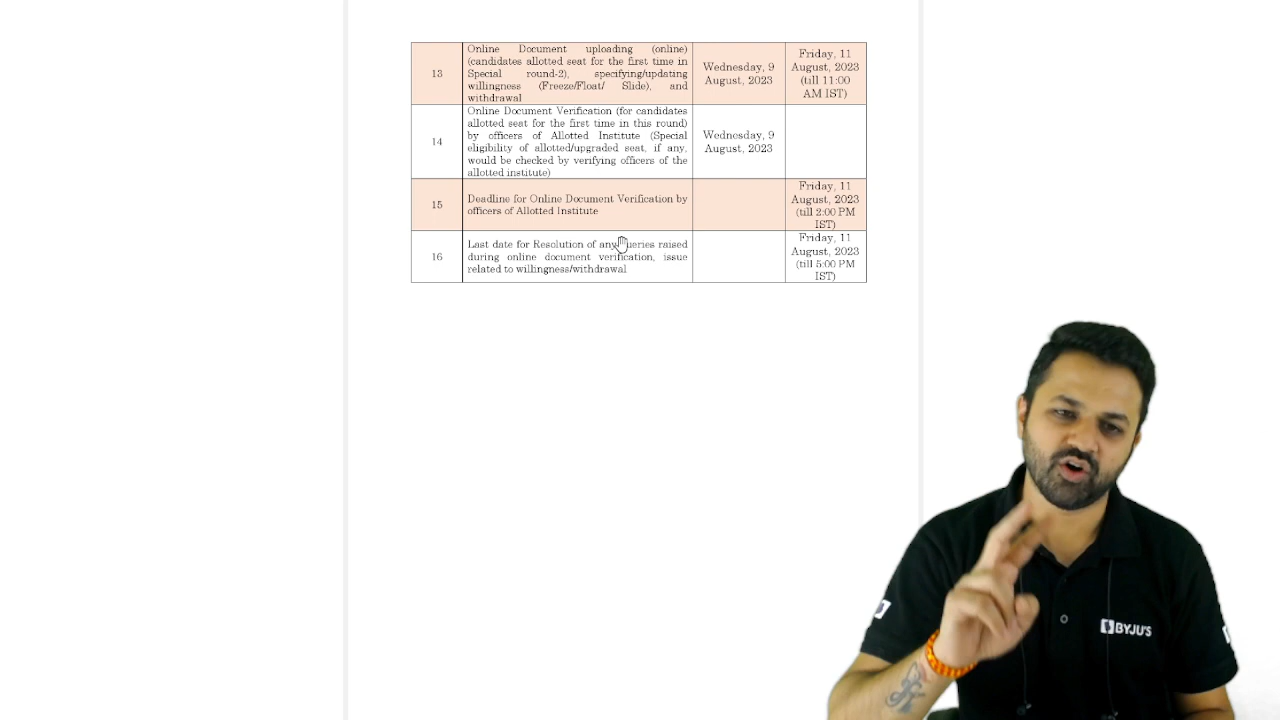 13
Online Document uploading (online)
(candidates allotted seat for the first time in
Special round-2), specifying/updating
willingness (Freeze/Float/ Slide), and
withdrawal
Wednesday, 9
August, 2023
Friday, 11
August, 2023
(till 11:00
AM IST)
14
Online Document Verification (for candidates
allotted seat for the first time in this round)
by officers of Allotted Institute (Special
eligibility of allotted/upgraded seat, if any,
would be checked by verifying officers of the
allotted institute)
Wednesday, 9
August, 2023
15
Deadline for Online Document Verification by
officers of Allotted Institute
Friday, 11
August, 2023
(till 2:00 PM
IST)
16
Last date for Resolution of any queries raised
during online document verification, issue
related to willingness/withdrawal
Friday, 11
August, 2023
(till 5:00 PM
IST)
BYJU'S